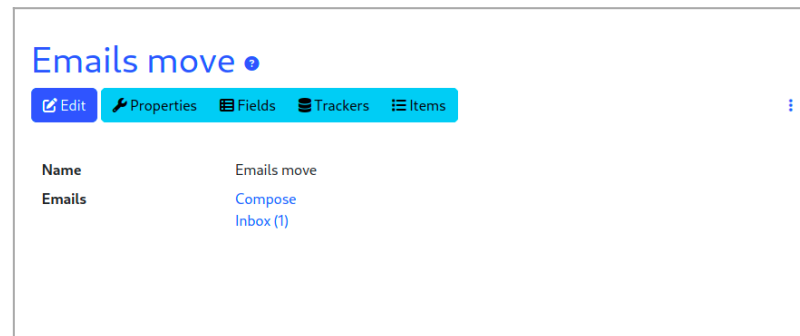 Emails move ?
Edit Properties Fields Trackers Items
Name Emails move
Emails Compose
Inbox (1)